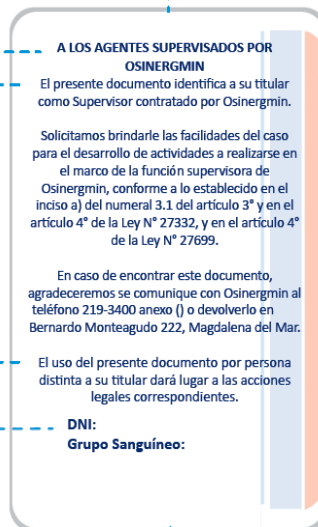 A LOS AGENTES SUPERVISADOS POR
OSINERGMIN
El presente documento identifica a su titular
como Supervisor contratado por Osinergmin.
Solicitamos brindarle las facilidades del caso
para el desarrollo de actividades a realizarse en
el marco de la función supervisora de
Osinergmin, conforme a lo establecido en el
inciso a) del numeral 3.1 del artículo 3° y en el
artículo 4° de la Ley N° 27332, y en el artículo 4°
de la Ley N° 27699.
En caso de encontrar este documento,
agradeceremos se comunique con Osinergmin al
teléfono 219-3400 anexo () o devolverlo en
Bernardo Monteagudo 222, Magdalena del Mar.
El uso del presente documento por persona
distinta a su titular dará lugar a las acciones
legales correspondientes.
DNI:
Grupo Sanguíneo: